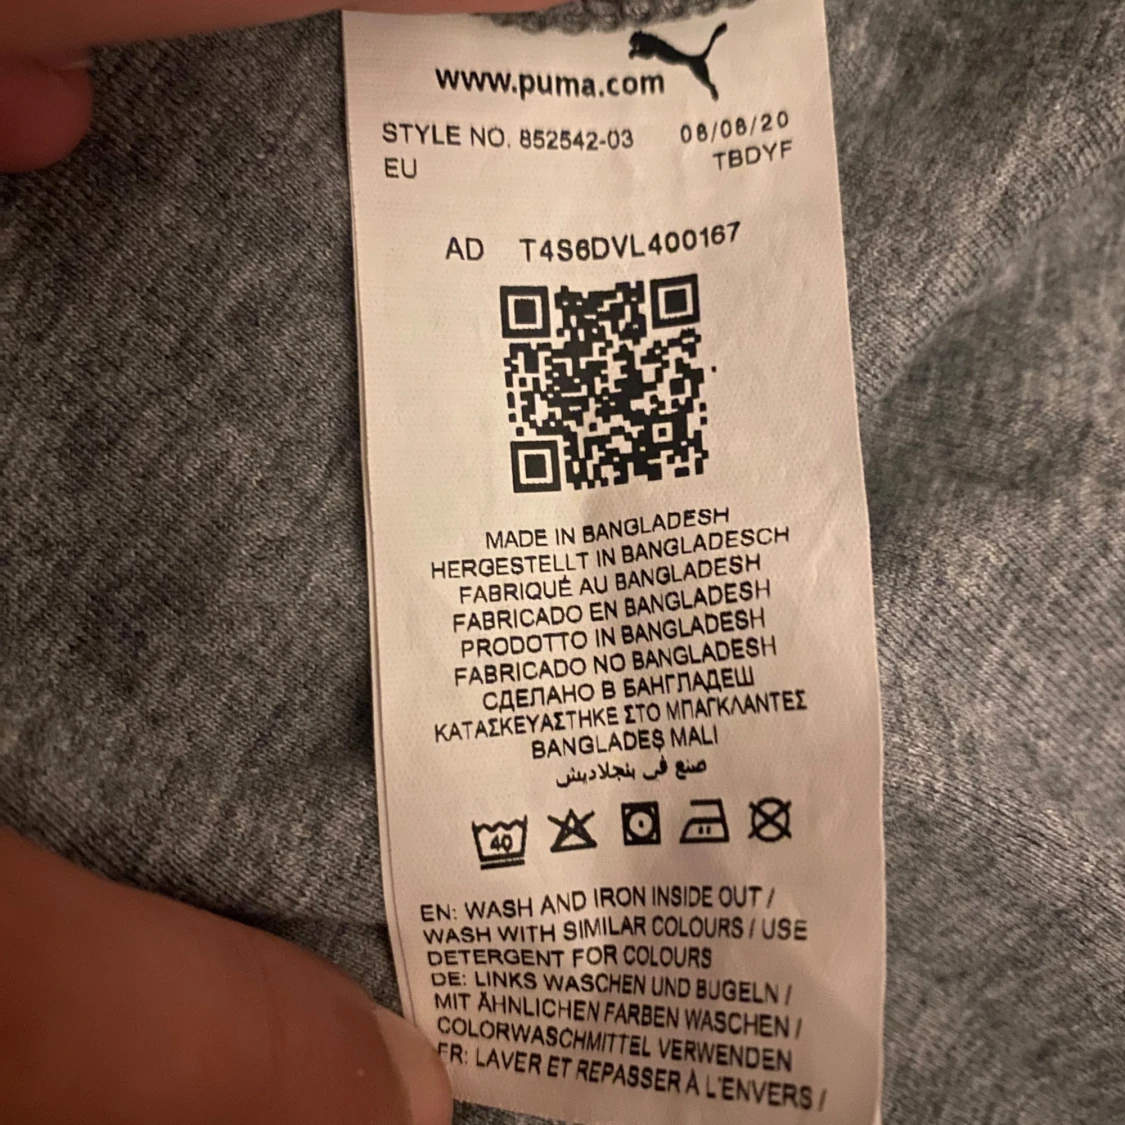 www.puma.com
STYLE NO. 852542-03 08/08/20
EU TBDYF
AD T4S6DVL400167
MADE IN BANGLADESH
HERGESTELLT IN BANGLADESCH
FABRIQUÉ AU BANGLADESH
FABRICADO EN BANGLADESH
PRODOTTO IN BANGLADESH
FABRICADO NO BANGLADESH
СДЕЛАНО В БАНГЛАДЕШ
ΚΑΤΑΣΚΕΥΑΣΤΗΚΕ ΣΤΟ ΜΠΑΓΚΛΑΝΤΕΣ
BANGLADEŞ MALI
صنع في بنجلاديش
40
EN: WASH AND IRON INSIDE OUT /
WASH WITH SIMILAR COLOURS / USE
DETERGENT FOR COLOURS
DE: LINKS WASCHEN UND BÜGELN /
MIT ÄHNLICHEN FARBEN WASCHEN /
COLORWASCHMITTEL VERWENDEN
FR: LAVER ET REPASSER À L'ENVERS /